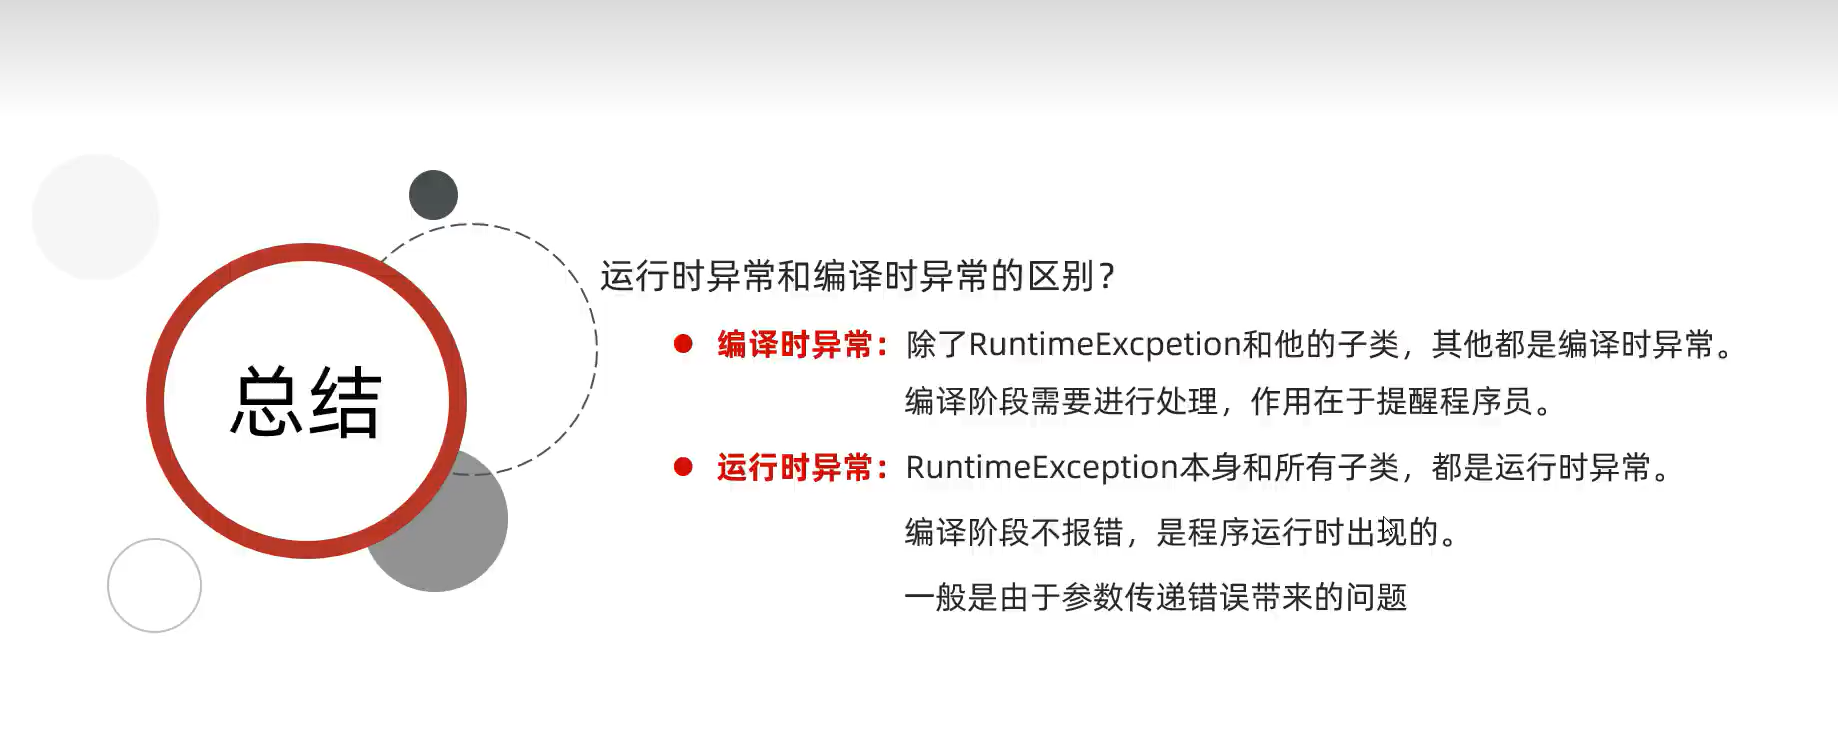 总结
运行时异常和编译时异常的区别？
编译时异常：除了RuntimeExcpetion和他的子类，其他都是编译时异常。
编译阶段需要进行处理，作用在于提醒程序员。
运行时异常：RuntimeException本身和所有子类，都是运行时异常。
编译阶段不报错，是程序运行时出现的。
一般是由于参数传递错误带来的问题